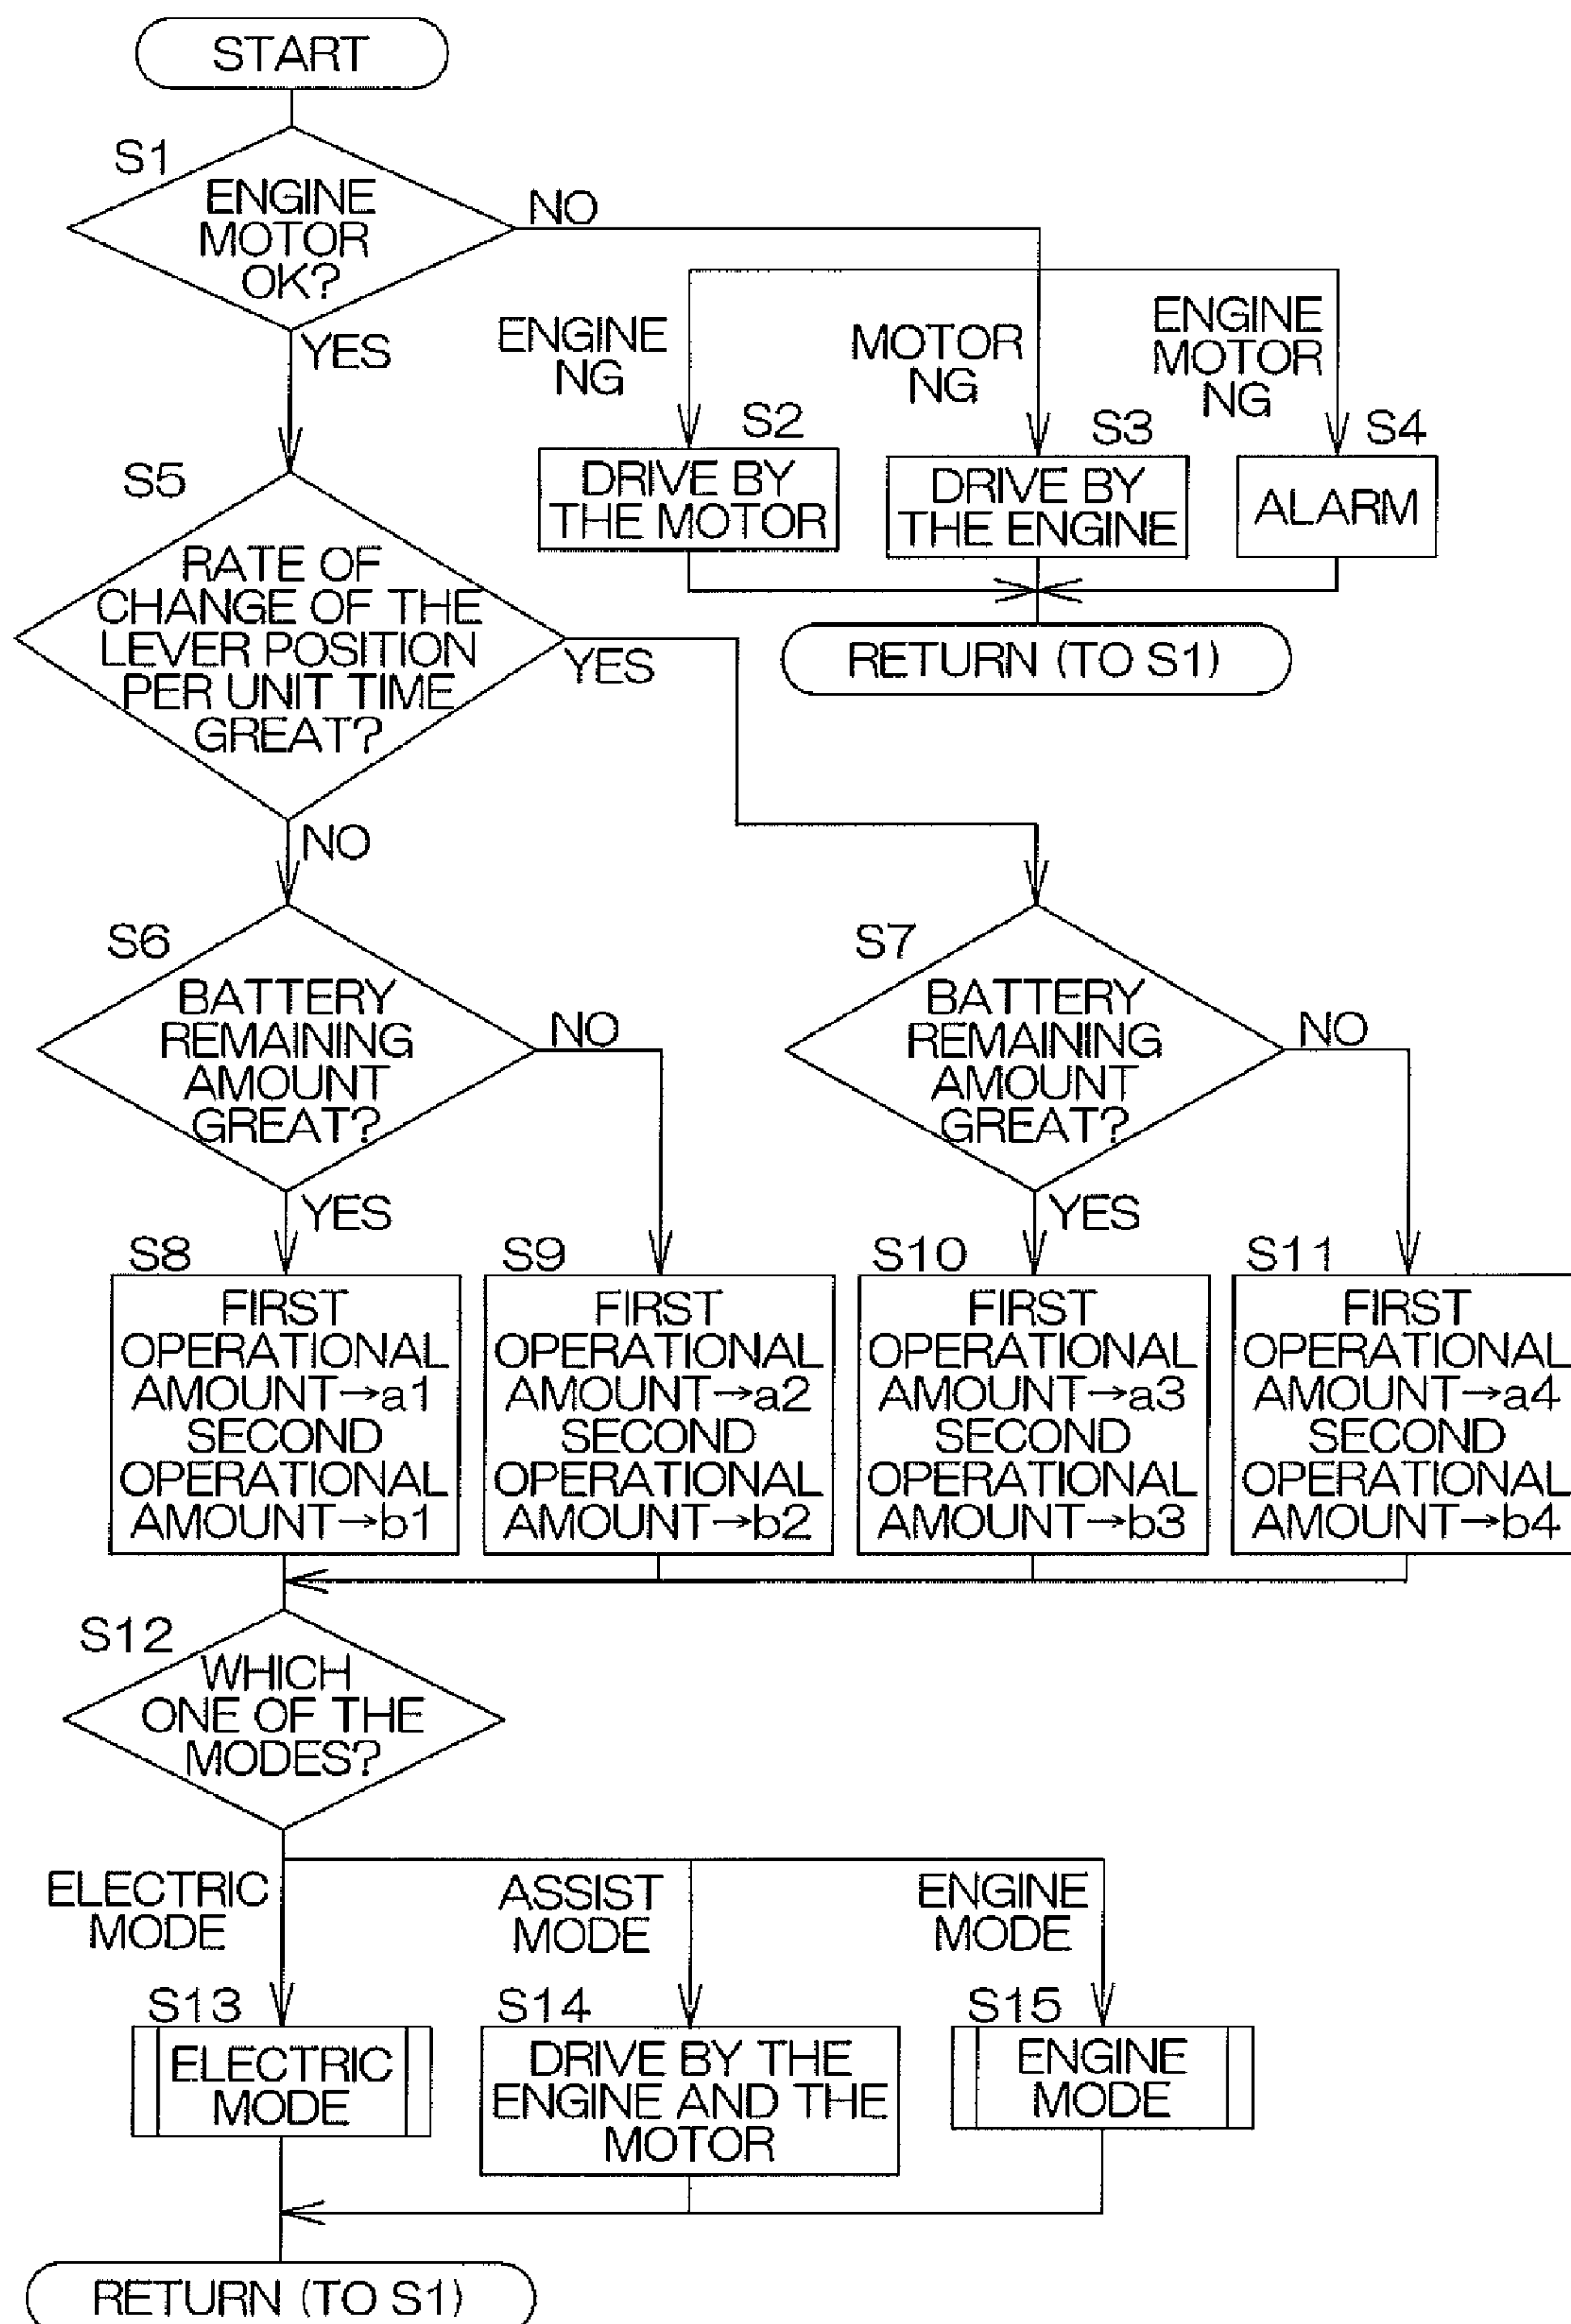 START
S1
ENGINE
MOTOR
OK?
NO
YES
ENGINE
NG
MOTOR
NG
ENGINE
MOTOR
NG
S2
DRIVE BY
THE MOTOR
S3
DRIVE BY
THE ENGINE
S4
ALARM
RETURN (TO S1)
S5
RATE OF
CHANGE OF THE
LEVER POSITION
PER UNIT TIME
GREAT?
YES
NO
S6
BATTERY
REMAINING
AMOUNT
GREAT?
NO
YES
S7
BATTERY
REMAINING
AMOUNT
GREAT?
NO
YES
S8
FIRST
OPERATIONAL
AMOUNT→a1
SECOND
OPERATIONAL
AMOUNT→b1
S9
FIRST
OPERATIONAL
AMOUNT→a2
SECOND
OPERATIONAL
AMOUNT→b2
S10
FIRST
OPERATIONAL
AMOUNT→a3
SECOND
OPERATIONAL
AMOUNT→b3
S11
FIRST
OPERATIONAL
AMOUNT→a4
SECOND
OPERATIONAL
AMOUNT→b4
S12
WHICH
ONE OF THE
MODES?
ELECTRIC
MODE
ASSIST
MODE
ENGINE
MODE
S13
ELECTRIC
MODE
S14
DRIVE BY THE
ENGINE AND THE
MOTOR
S15
ENGINE
MODE
RETURN (TO S1)